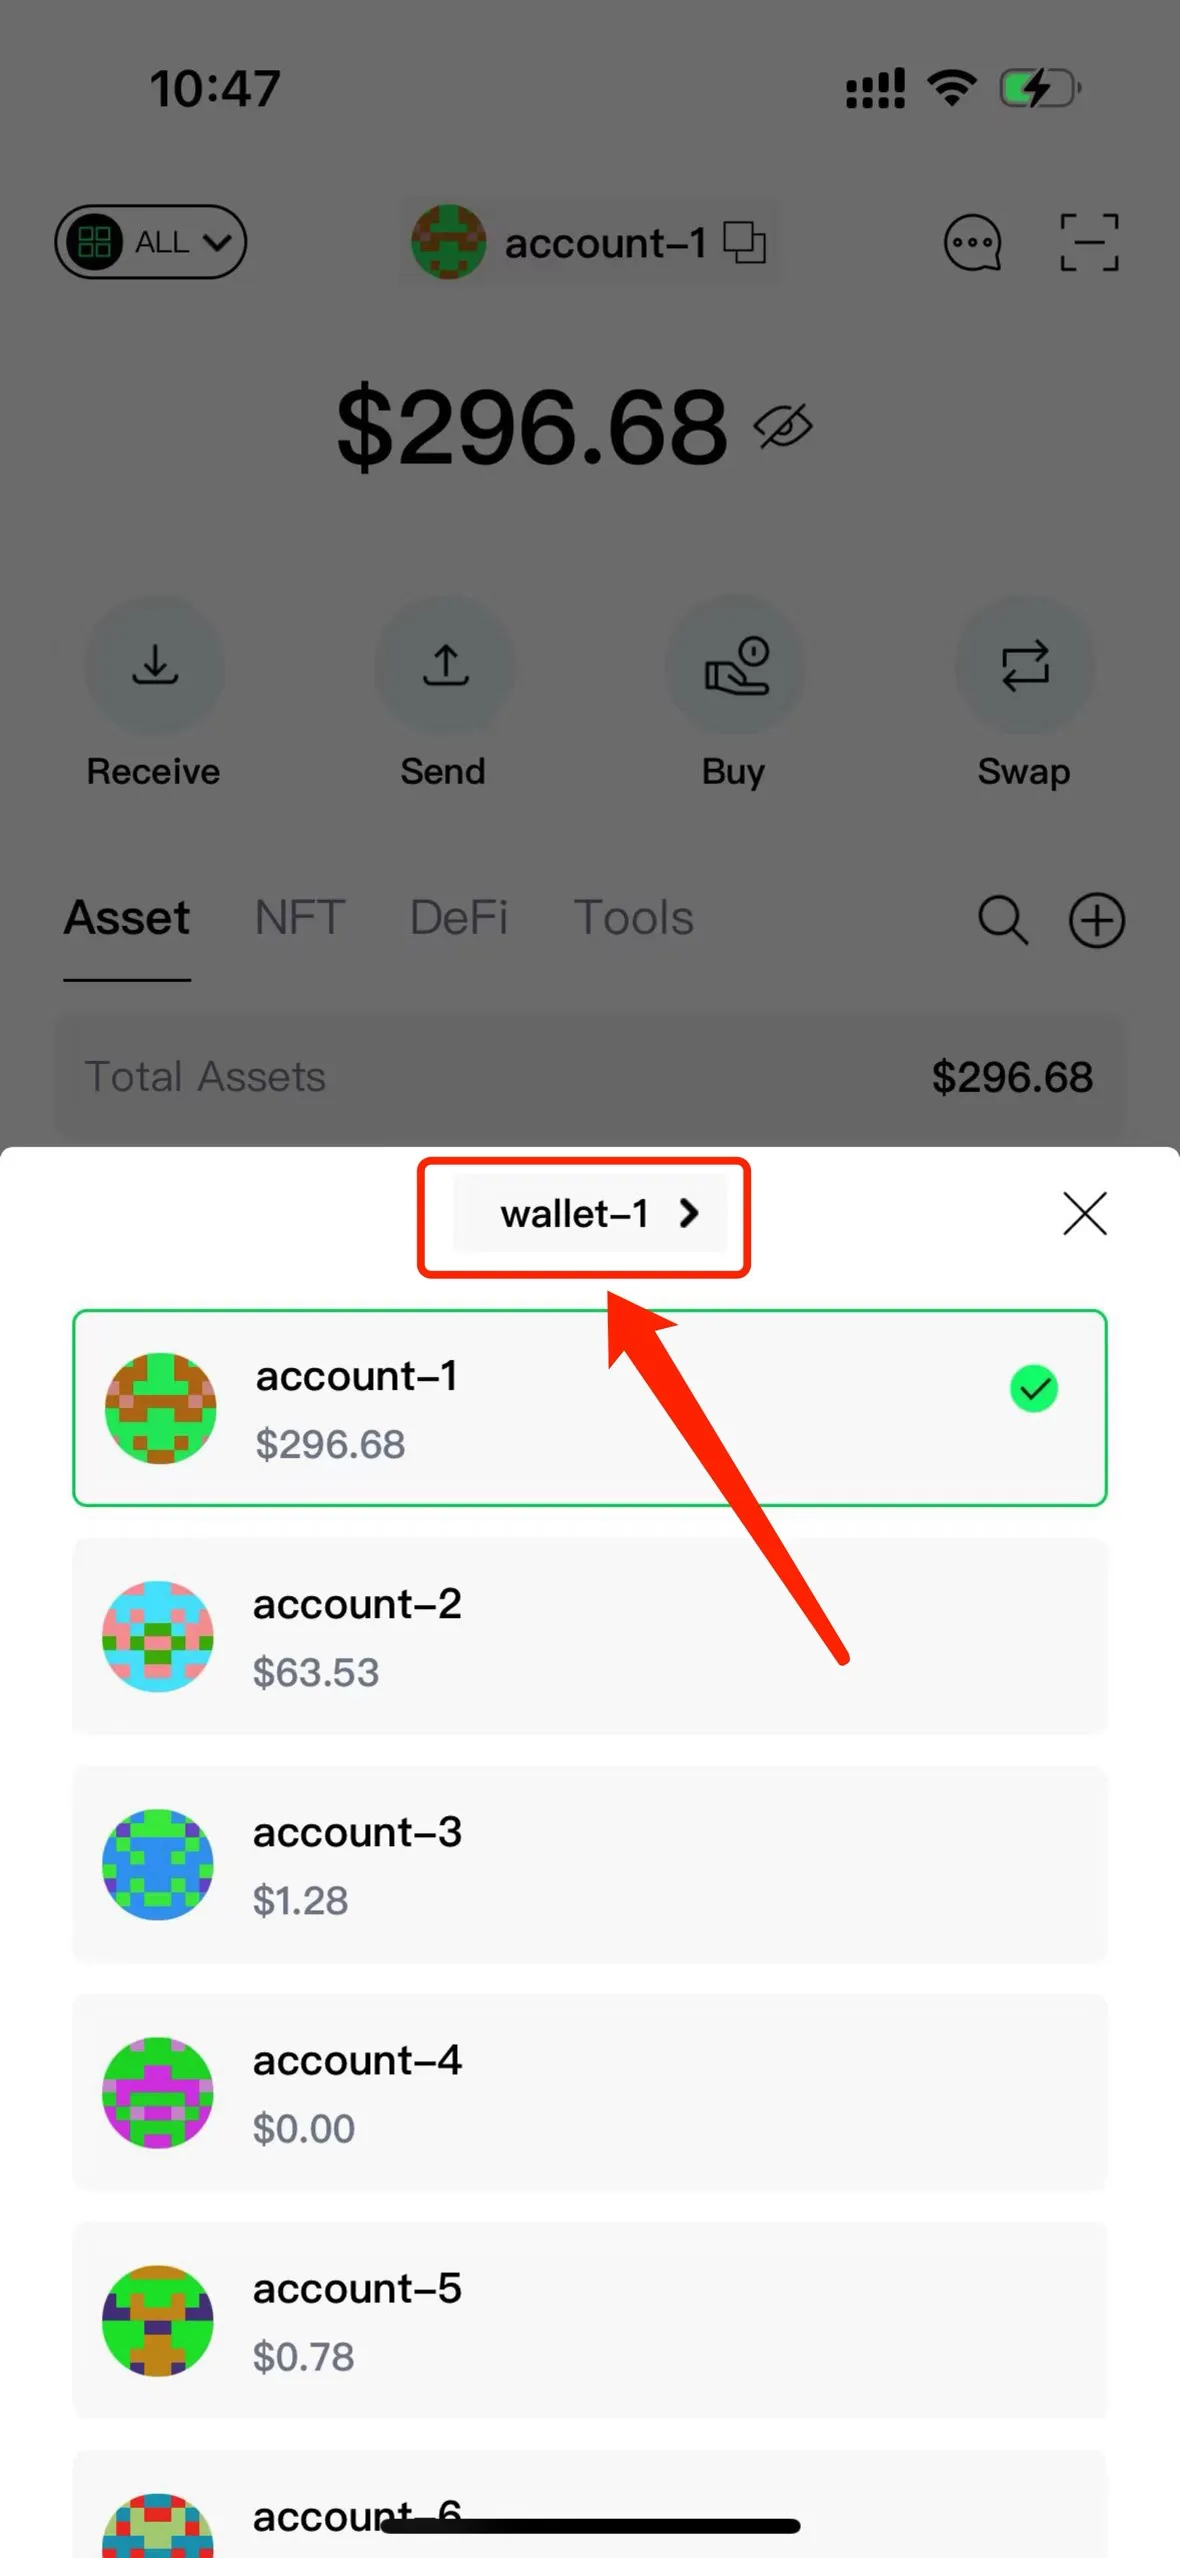 10:47
ALL
account-1
$296.68
Receive
Send
Buy
Swap
Asset
NFT
DeFi
Tools
Total Assets
$296.68
wallet-1
account-1
$296.68
account-2
$63.53
account-3
$1.28
account-4
$0.00
account-5
$0.78
account-6